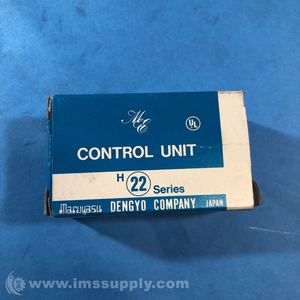 ME
UL
CONTROL UNIT
H 22 Series
Maruyasu DENGYO COMPANY JAPAN
www.imssupply.com